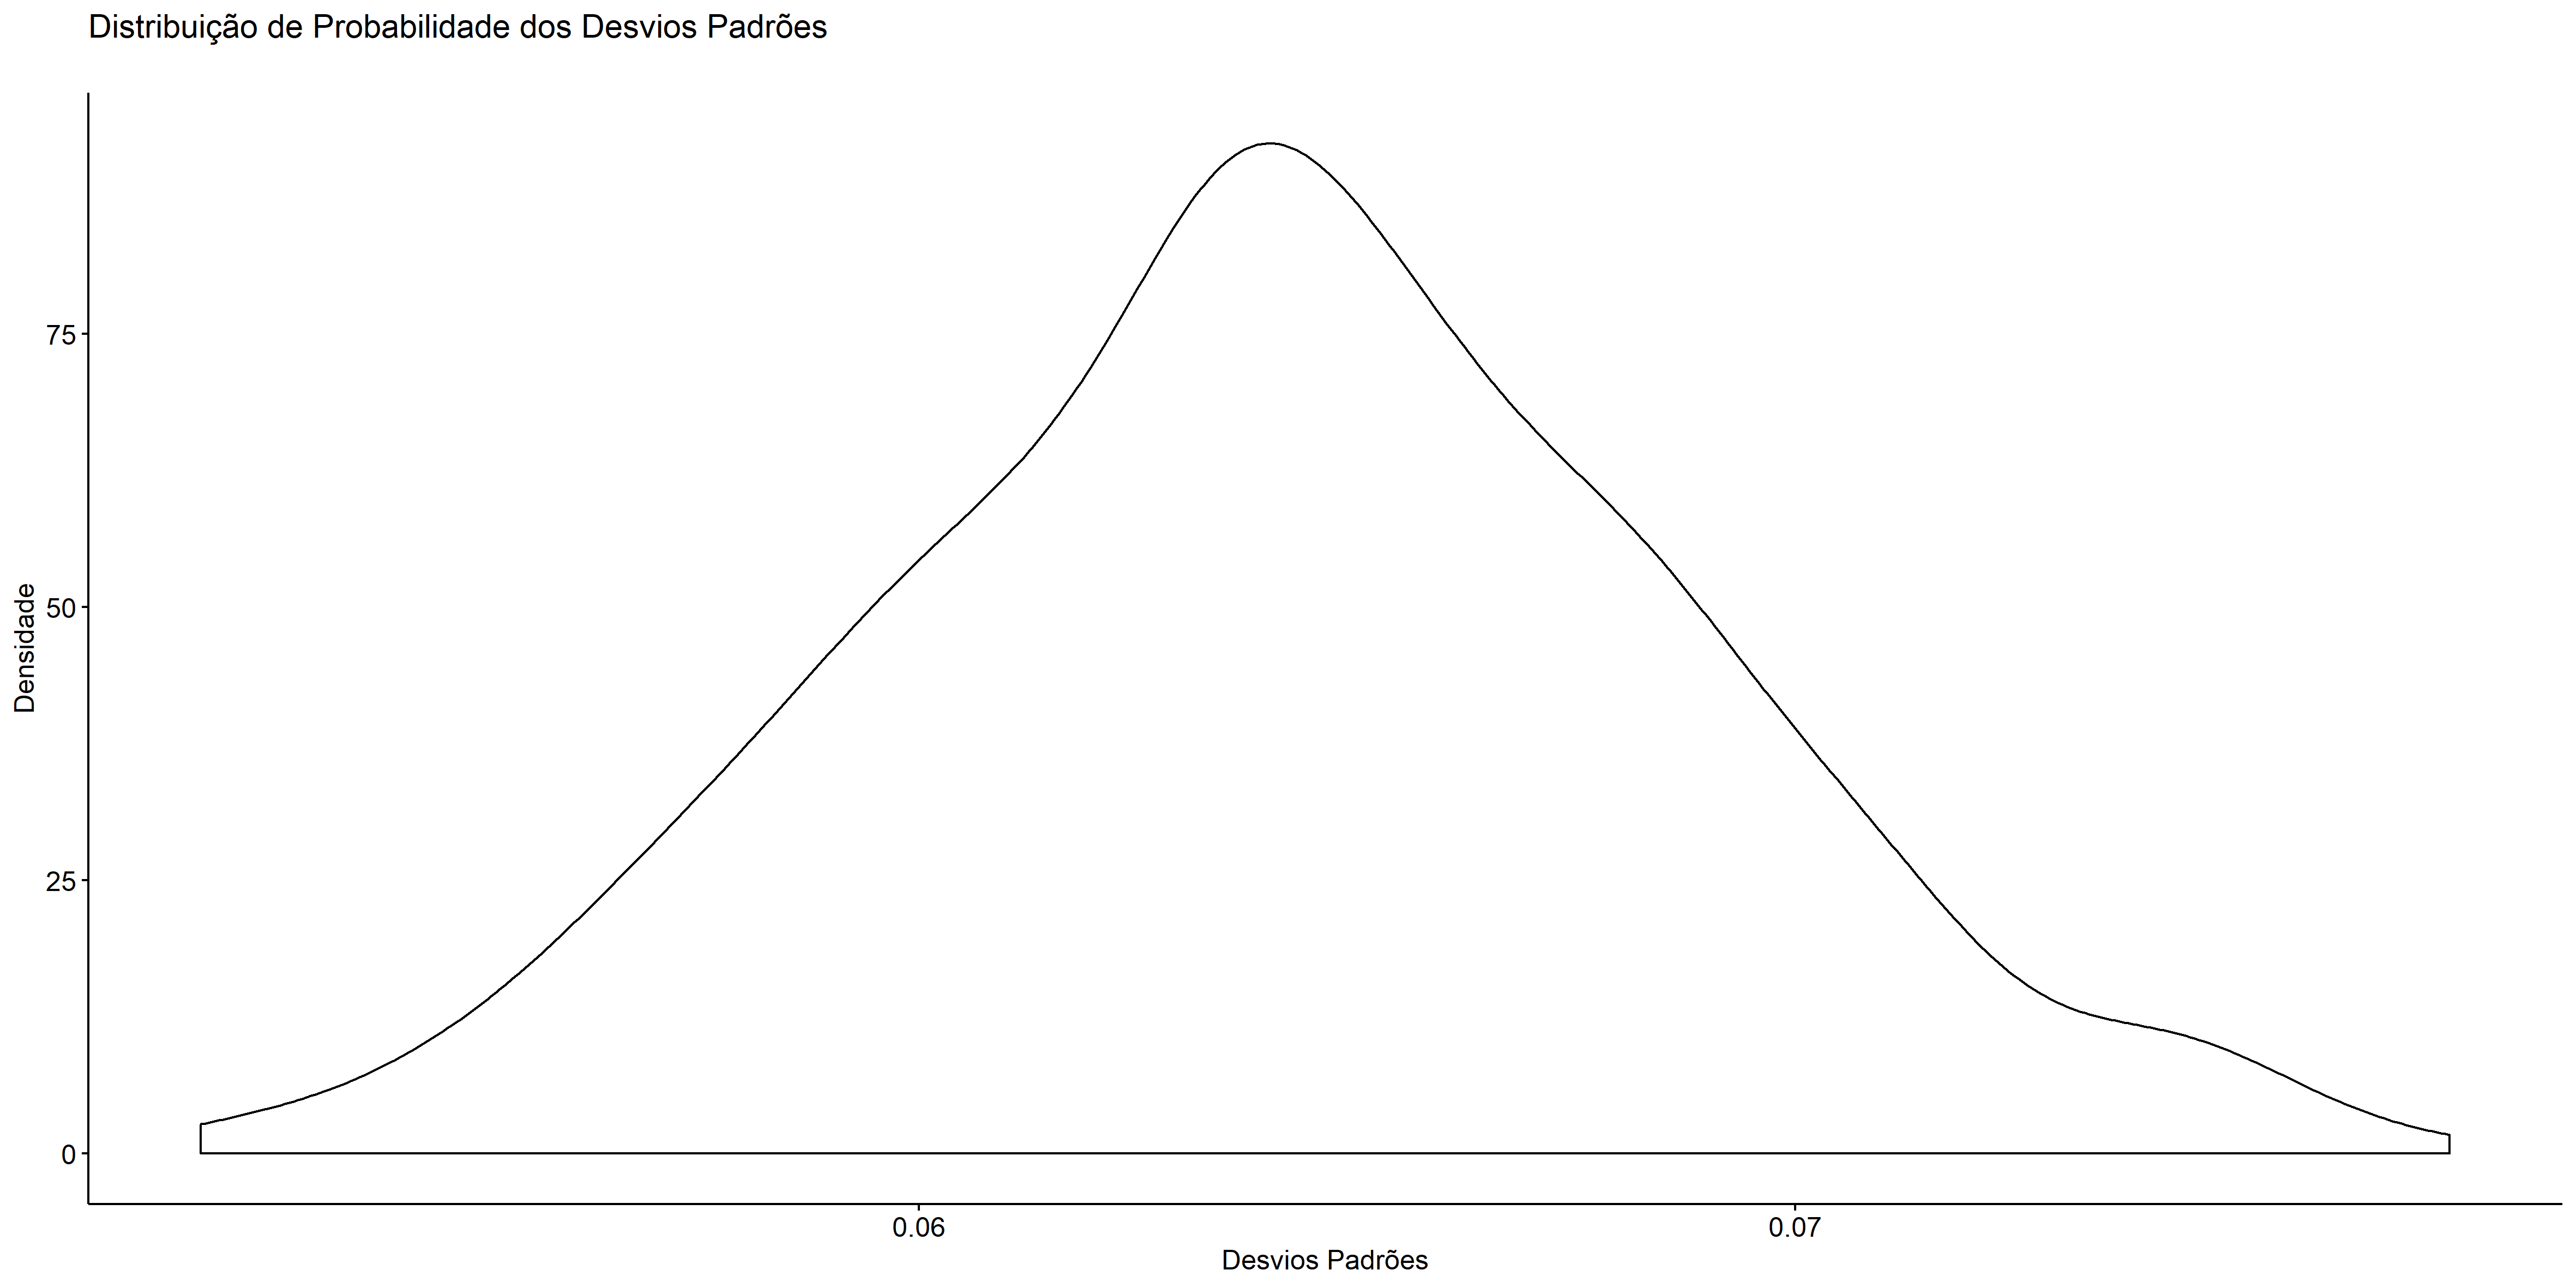 Distribuição de Probabilidade dos Desvios Padrões
75
50
25
0
Densidade
0.06
0.07
Desvios Padrões